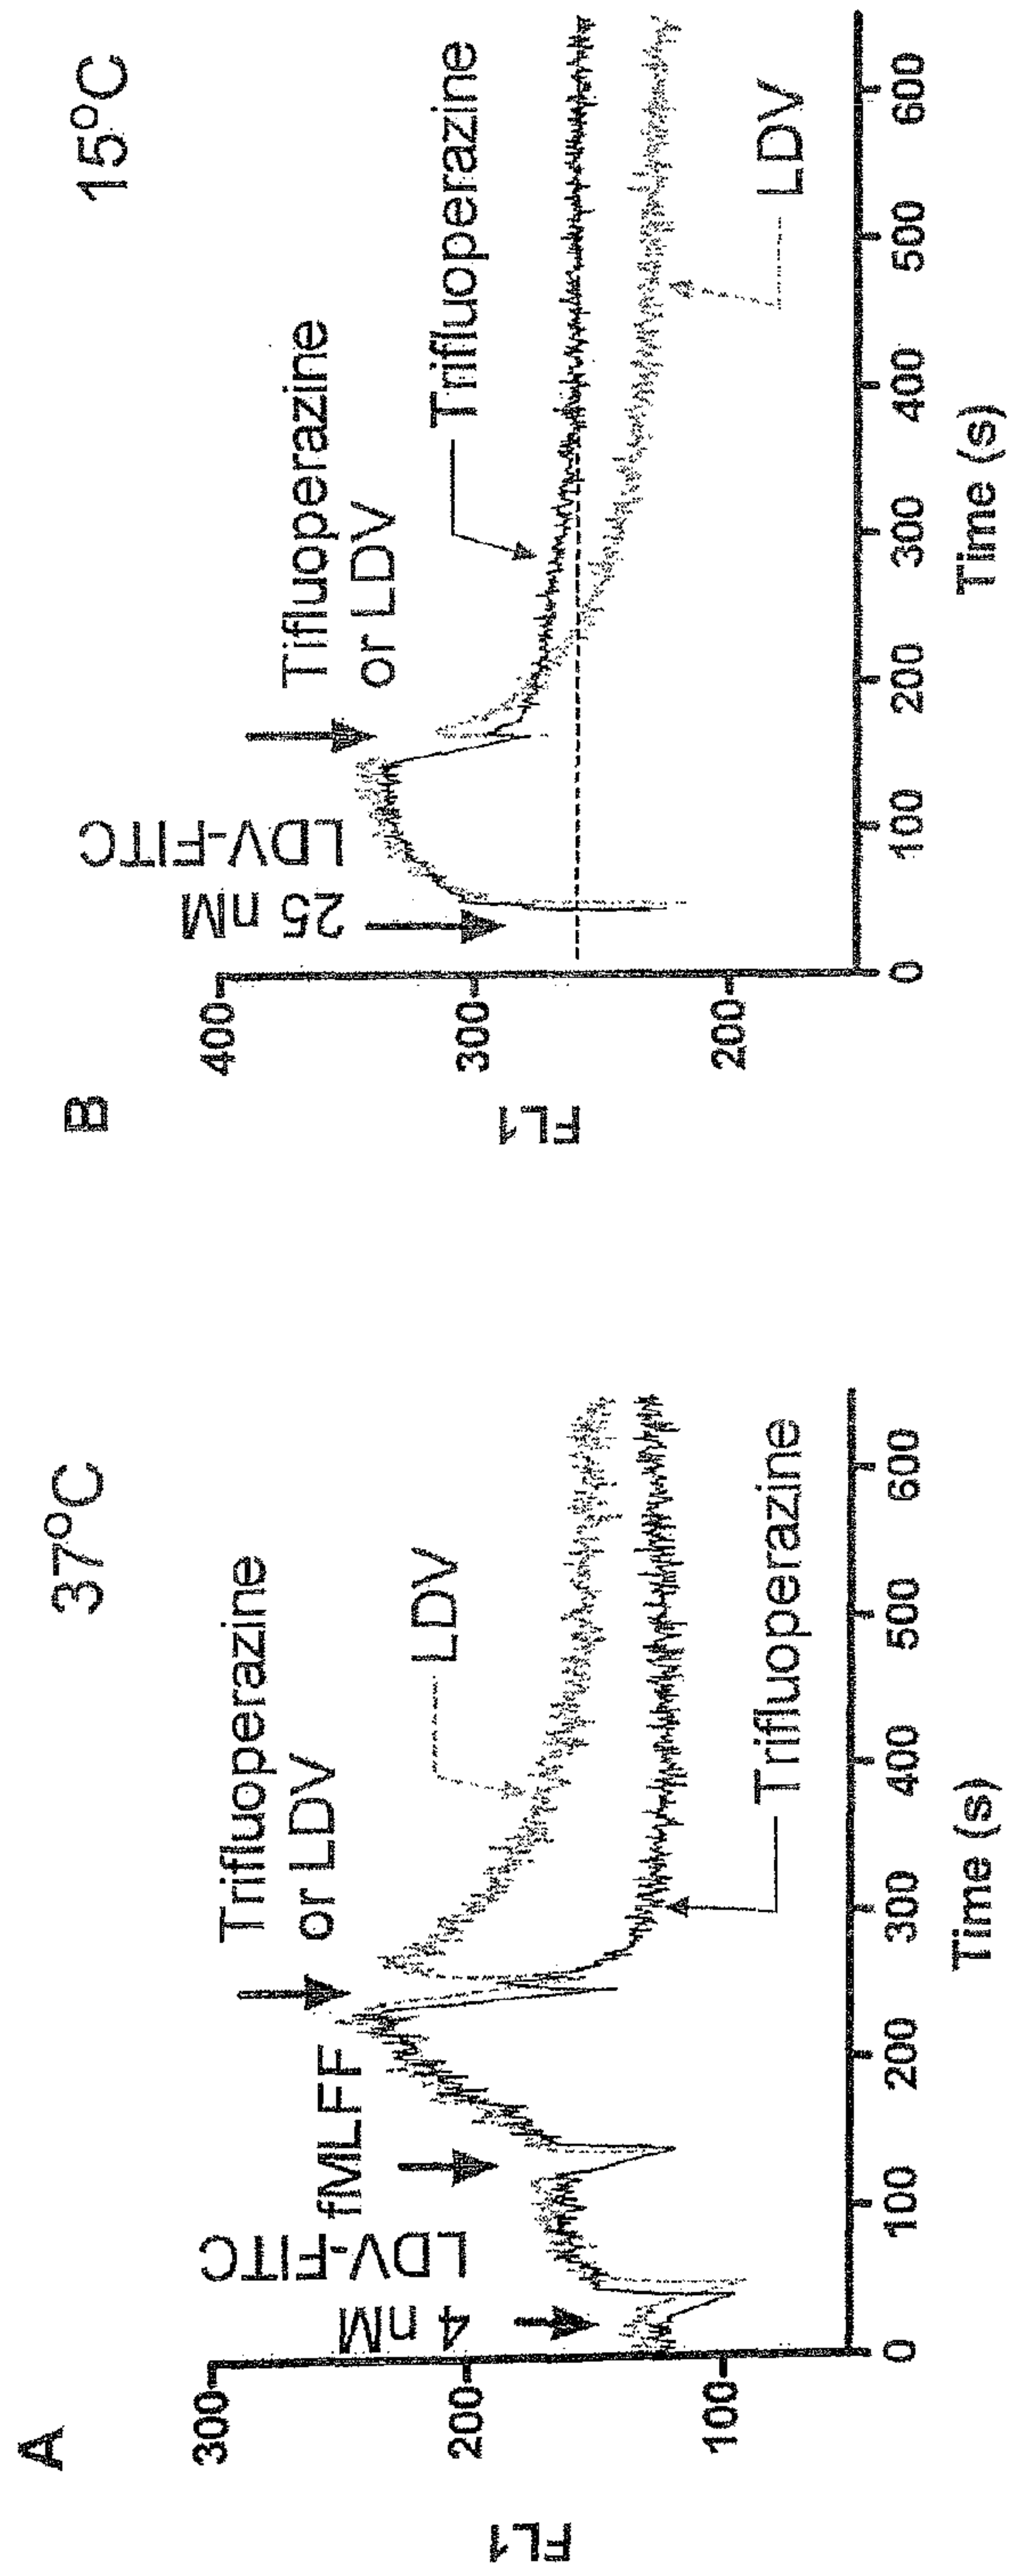 A
37°C
Trifluoperazine
or LDV
fMLFF
LDV-FITC
4 nM
LDV
Trifluoperazine
FL1
300
200
100
0
100
200
300
400
500
600
Time (s)
B
15°C
Tifluoperazine
or LDV
25 nM
LDV-FITC
Trifluoperazine
LDV
FL1
400
300
200
0
100
200
300
400
500
600
Time (s)